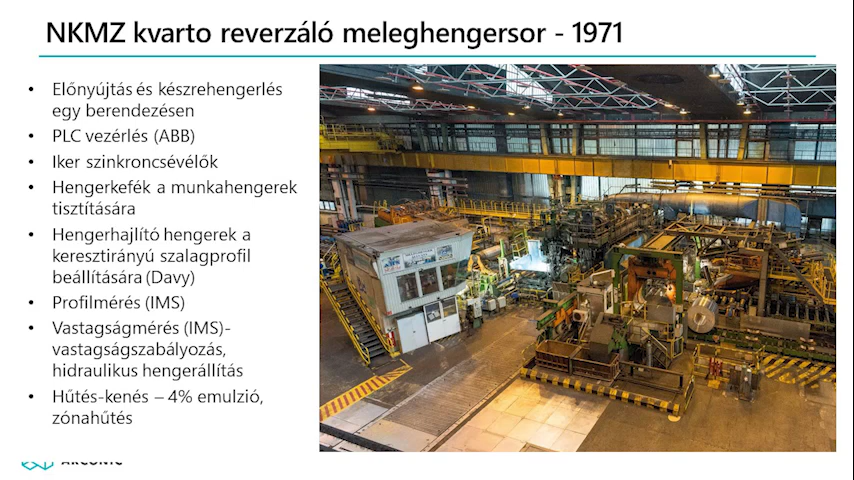 NKMZ kvarto reverzáló meleghengersor - 1971
• Előnyújtás és készrehengerlés
egy berendezésen
• PLC vezérlés (ABB)
• Iker szinkroncsévélők
• Hengerkefék a munkahengerek
tisztítására
• Hengerhajlító hengerek a
keresztirányú szalagprofil
beállítására (Davy)
• Profilmérés (IMS)
• Vastagságmérés (IMS)-
vastagságszabályozás,
hidraulikus hengerállítás
• Hűtés-kenés – 4% emulzió,
zónahűtés
ARCONIC